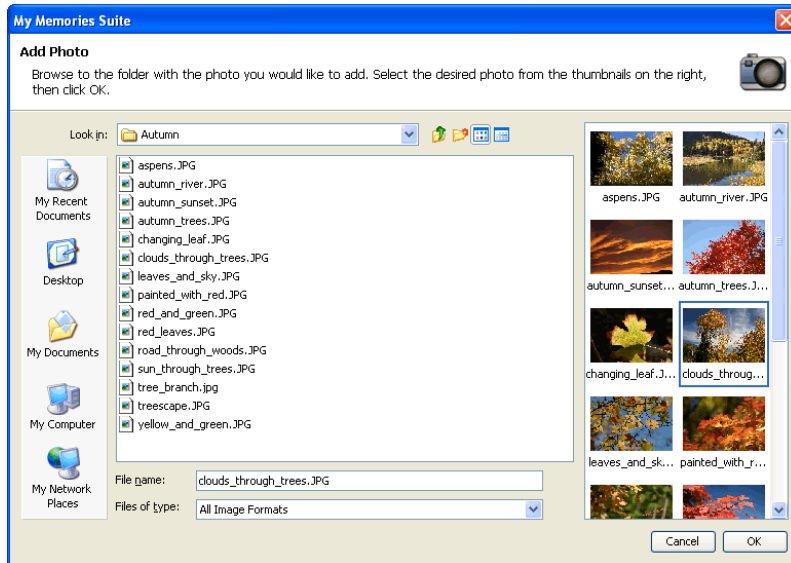 My Memories Suite
Add Photo
Browse to the folder with the photo you would like to add. Select the desired photo from the thumbnails on the right,
then click OK.
Look in:
Autumn
My Recent
Documents
Desktop
My Documents
My Computer
My Network
Places
aspens.JPG
autumn_river.JPG
autumn_sunset.JPG
autumn_trees.JPG
changing_leaf.JPG
clouds_through_trees.JPG
leaves_and_sky.JPG
painted_with_red.JPG
red_and_green.JPG
red_leaves.JPG
road_through_woods.JPG
sun_through_trees.JPG
tree_branch.jpg
treescape.JPG
yellow_and_green.JPG
File name:
clouds_through_trees.JPG
Files of type:
All Image Formats
aspens.JPG
autumn_river.JPG
autumn_sunset...
autumn_trees.J...
changing_leaf.J...
clouds_throug...
leaves_and_sk...
painted_with_r...
Cancel
OK